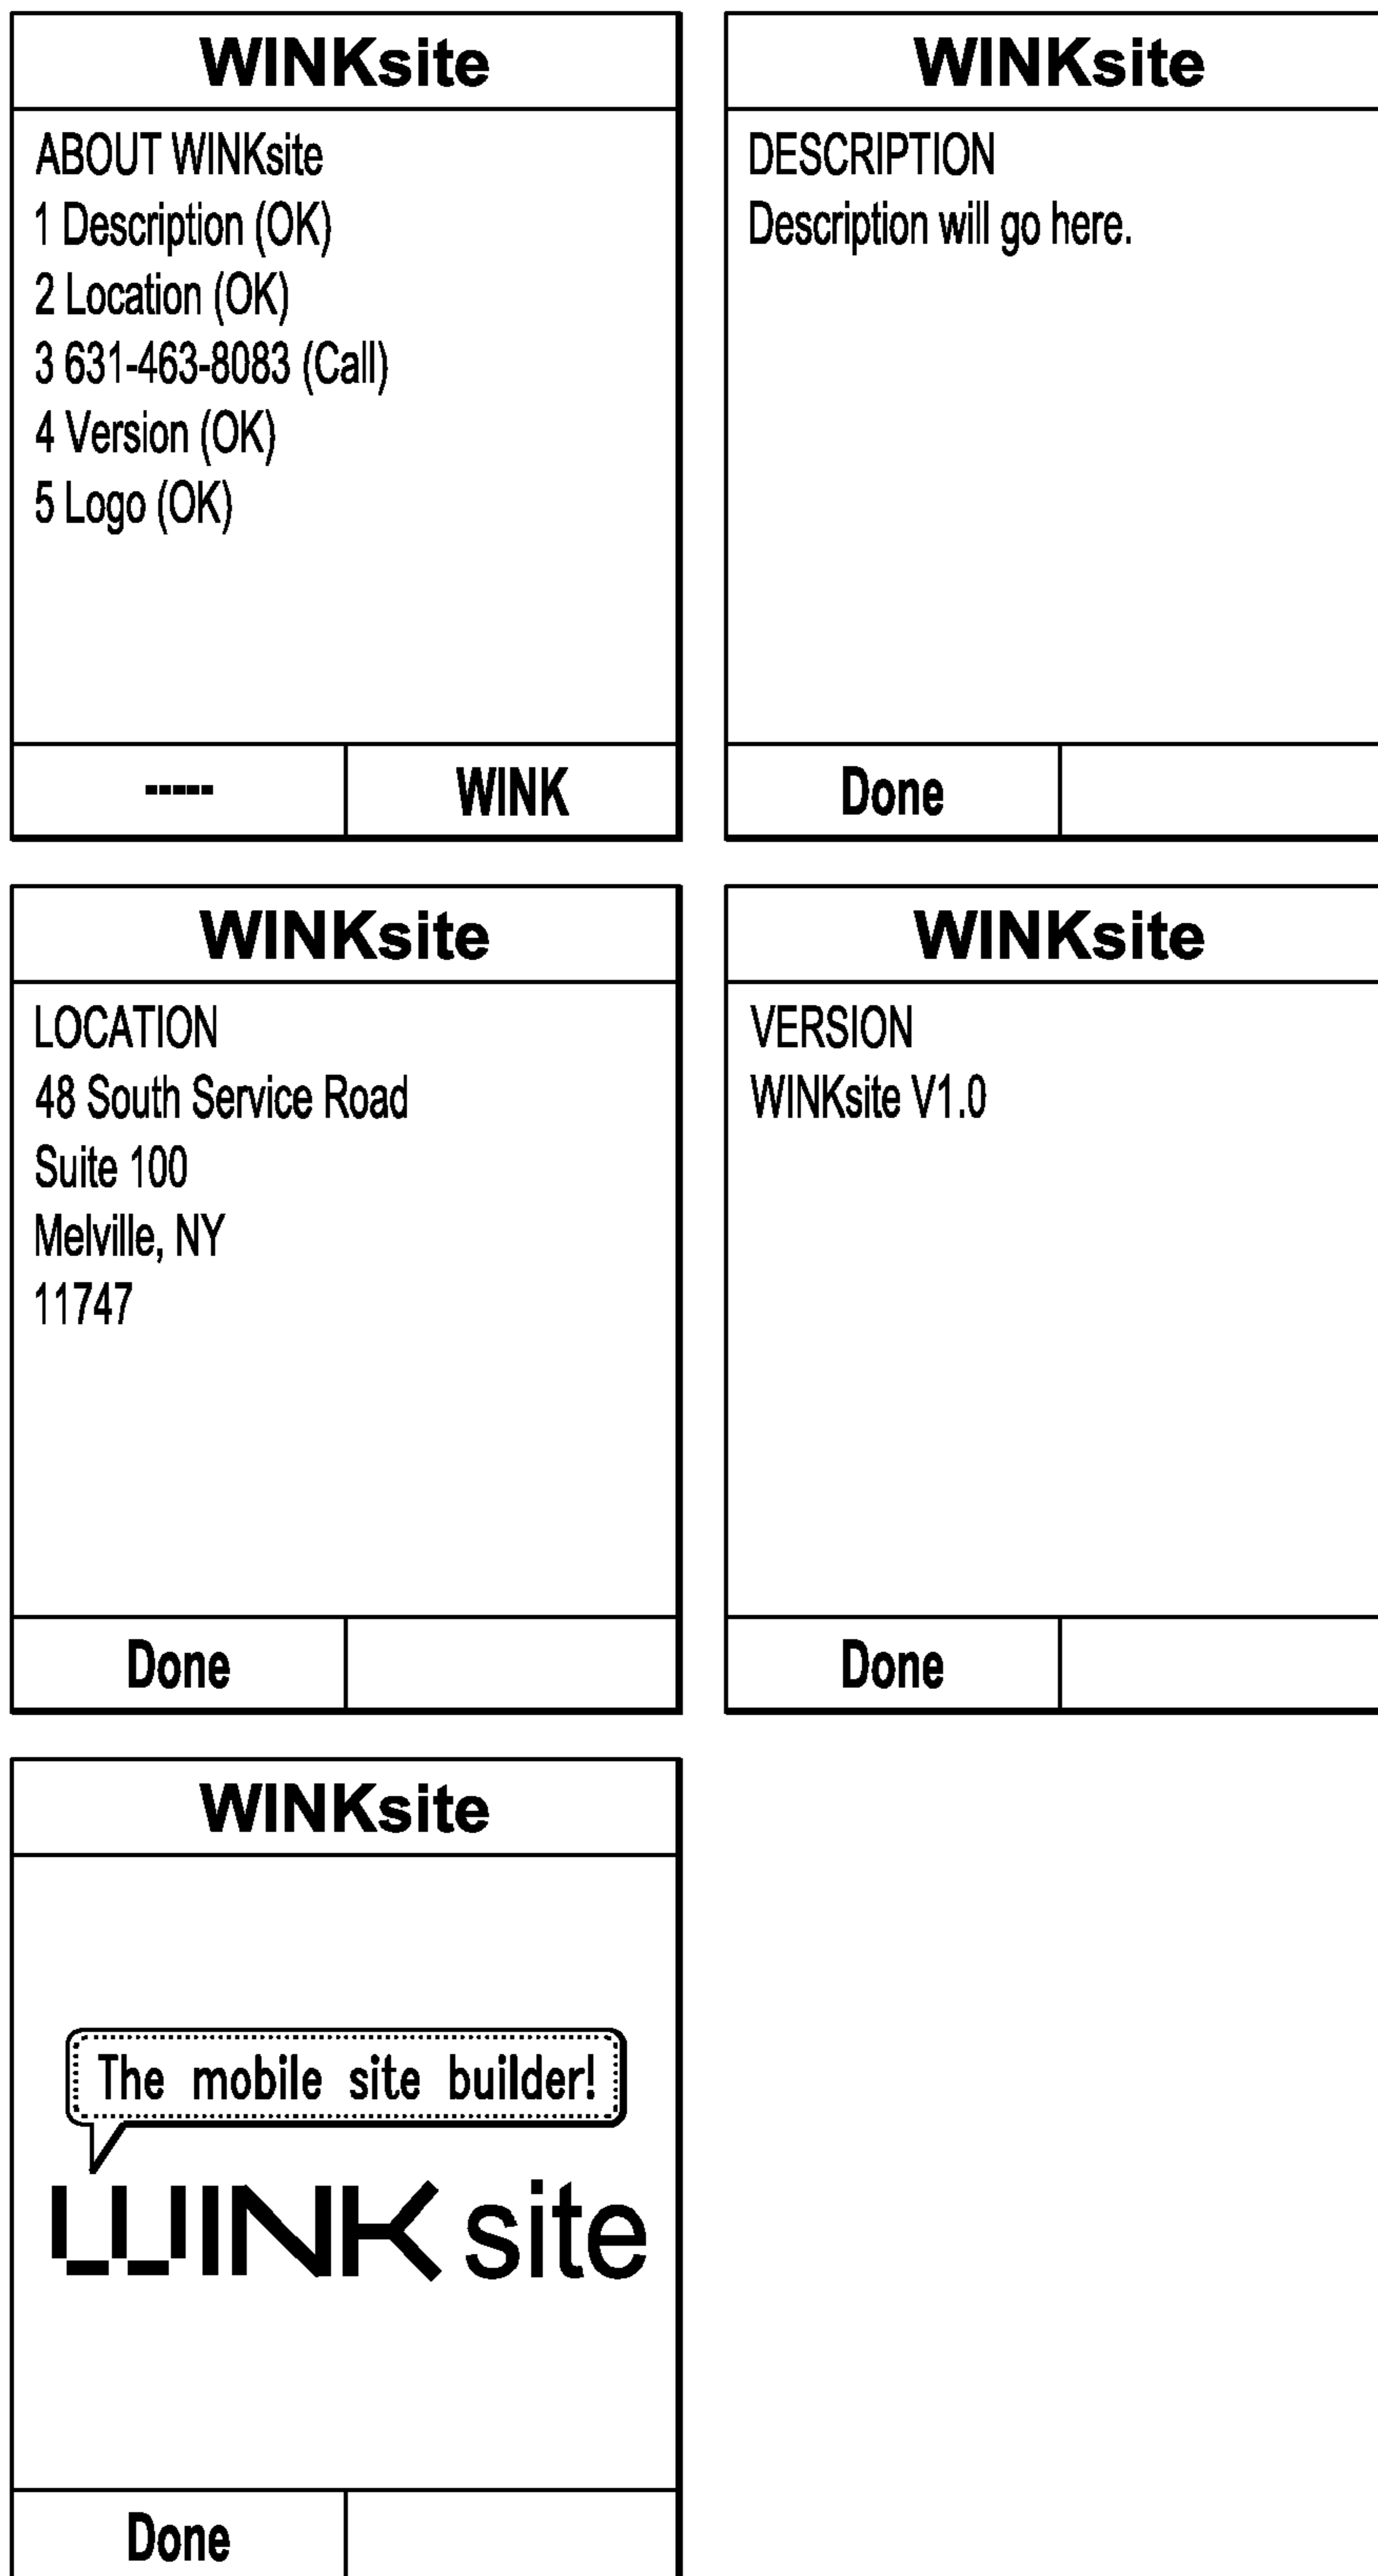 WINKsite
ABOUT WINKsite
1 Description (OK)
2 Location (OK)
3 631-463-8083 (Call)
4 Version (OK)
5 Logo (OK)
-----
WINK
WINKsite
DESCRIPTION
Description will go here.
Done
WINKsite
LOCATION
48 South Service Road
Suite 100
Melville, NY
11747
Done
WINKsite
VERSION
WINKsite V1.0
Done
WINKsite
The mobile site builder!
WINK site
Done